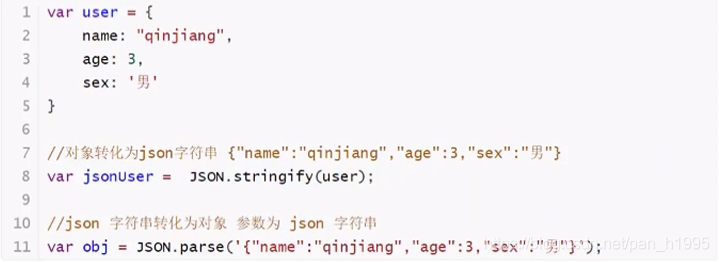 1 var user = {
2 name: "qinjiang",
3 age: 3,
4 sex: '男'
5 }
6
7 //对象转化为json字符串 {"name":"qinjiang","age":3,"sex":"男"}
8 var jsonUser = JSON.stringify(user);
9
10 //json 字符串转化为对象 参数为 json 字符串
11 var obj = JSON.parse('{"name":"qinjiang","age":3,"sex":"男"}');
net/pan_h1995